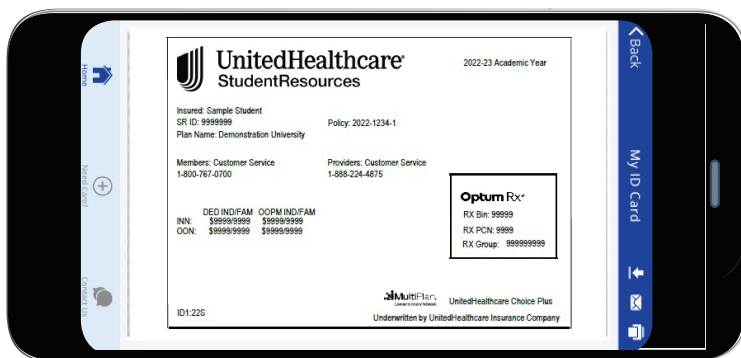 UnitedHealthcare®
StudentResources
2022-23 Academic Year
Insured: Sample Student
SR ID: 9999999
Policy: 2022-1234-1
Plan Name: Demonstration University
Members: Customer Service
1-800-767-0700
Providers: Customer Service
1-888-224-4875
DED IND/FAM OOPM IND/FAM
INN: $9999/9999 $9999/9999
OON: $9999/9999 $9999/9999
Optum Rx®
RX Bin: 99999
RX PCN: 9999
RX Group: 999999999
MultiPlan.
UnitedHealthcare Choice Plus
ID1:22S
Underwritten by UnitedHealthcare Insurance Company
Back
My ID Card
Home
Need Care?
Contact Us